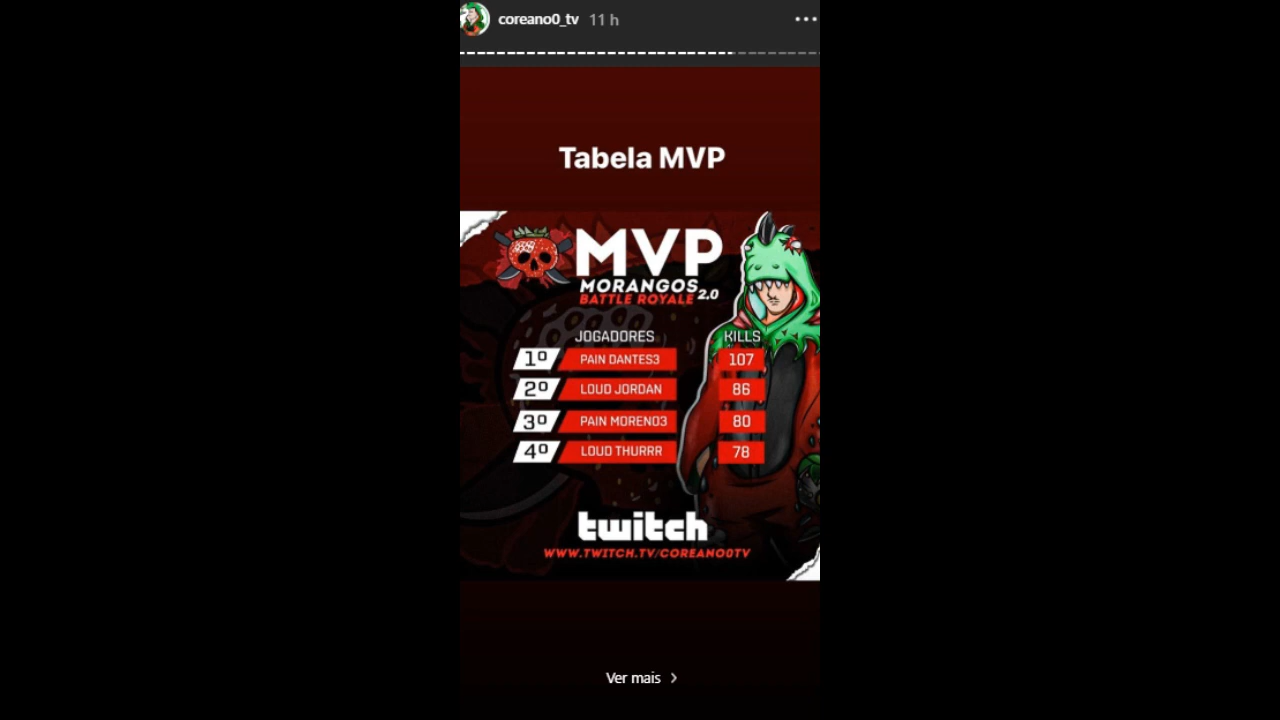 coreano0_tv 11 h
Tabela MVP
MVP
MORANGOS
BATTLE ROYALE 2.0
JOGADORES KILLS
1º PAIN DANTES3 107
2º LOUD JORDAN 86
3º PAIN MORENO3 80
4º LOUD THURRR 78
twitch
WWW.TWITCH.TV/COREANO0TV
Ver mais